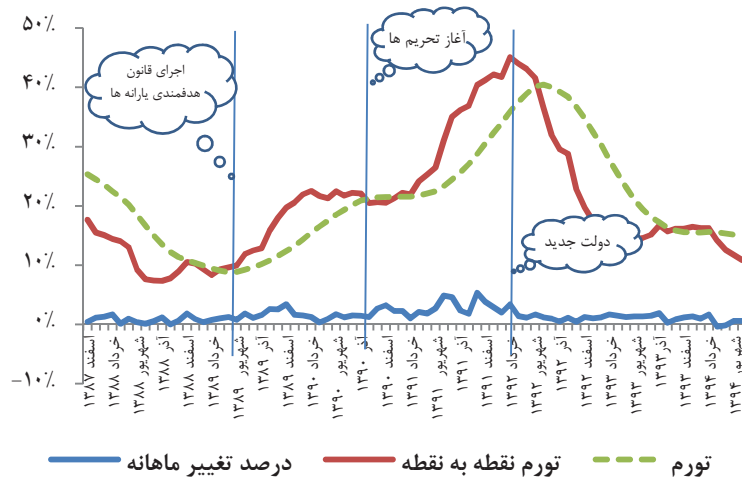 ۵۰٪
۴۰٪
۳۰٪
۲۰٪
۱۰٪
۰٪
−۱۰٪
اجرای قانون
هدفمندی یارانه ها
آغاز تحریم ها
دولت جدید
اسفند ۱۳۸۷
خرداد ۱۳۸۸
شهریور ۱۳۸۸
آذر ۱۳۸۸
اسفند ۱۳۸۸
خرداد ۱۳۸۹
شهریور ۱۳۸۹
آذر ۱۳۸۹
اسفند ۱۳۸۹
خرداد ۱۳۹۰
شهریور ۱۳۹۰
آذر ۱۳۹۰
اسفند ۱۳۹۰
خرداد ۱۳۹۱
شهریور ۱۳۹۱
آذر ۱۳۹۱
اسفند ۱۳۹۱
خرداد ۱۳۹۲
شهریور ۱۳۹۲
آذر ۱۳۹۲
اسفند ۱۳۹۲
خرداد ۱۳۹۳
شهریور ۱۳۹۳
آذر ۱۳۹۳
اسفند ۱۳۹۳
خرداد ۱۳۹۴
شهریور ۱۳۹۴
تورم
تورم نقطه به نقطه
درصد تغییر ماهانه